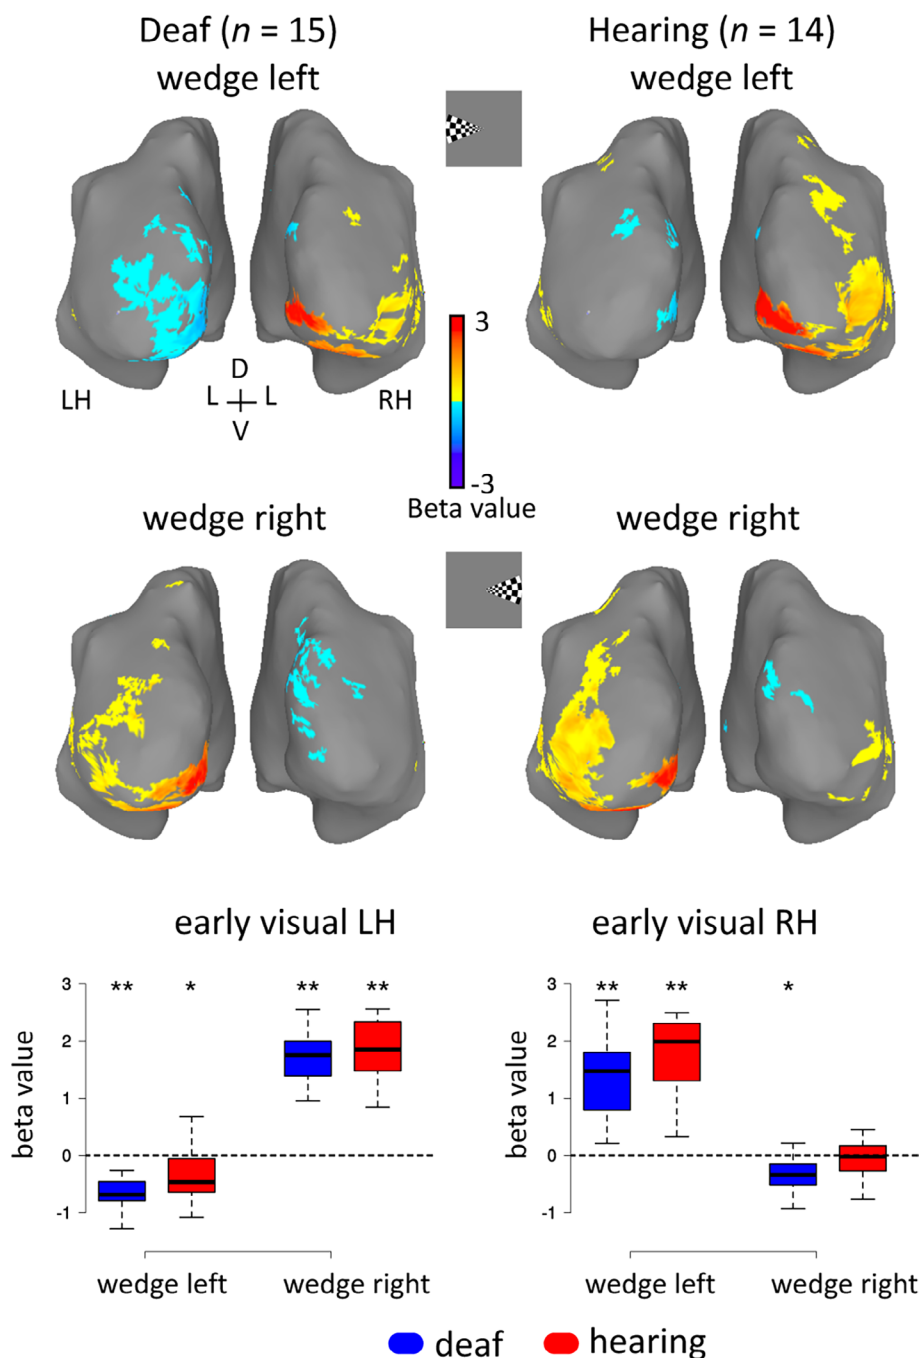 Deaf (n = 15)
Hearing (n = 14)
wedge left
wedge left
3
D
L L
V
LH
RH
-3
Beta value
wedge right
wedge right
early visual LH
early visual RH
** * ** **
** ** *
3
2
1
0
-1
beta value
3
2
1
0
-1
beta value
wedge left
wedge right
wedge left
wedge right
deaf
hearing